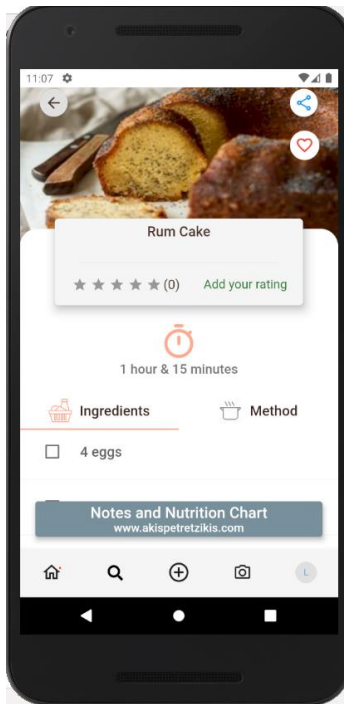 11:07
Rum Cake
(0) Add your rating
1 hour & 15 minutes
Ingredients Method
4 eggs
Notes and Nutrition Chart
www.akispetretzikis.com
L